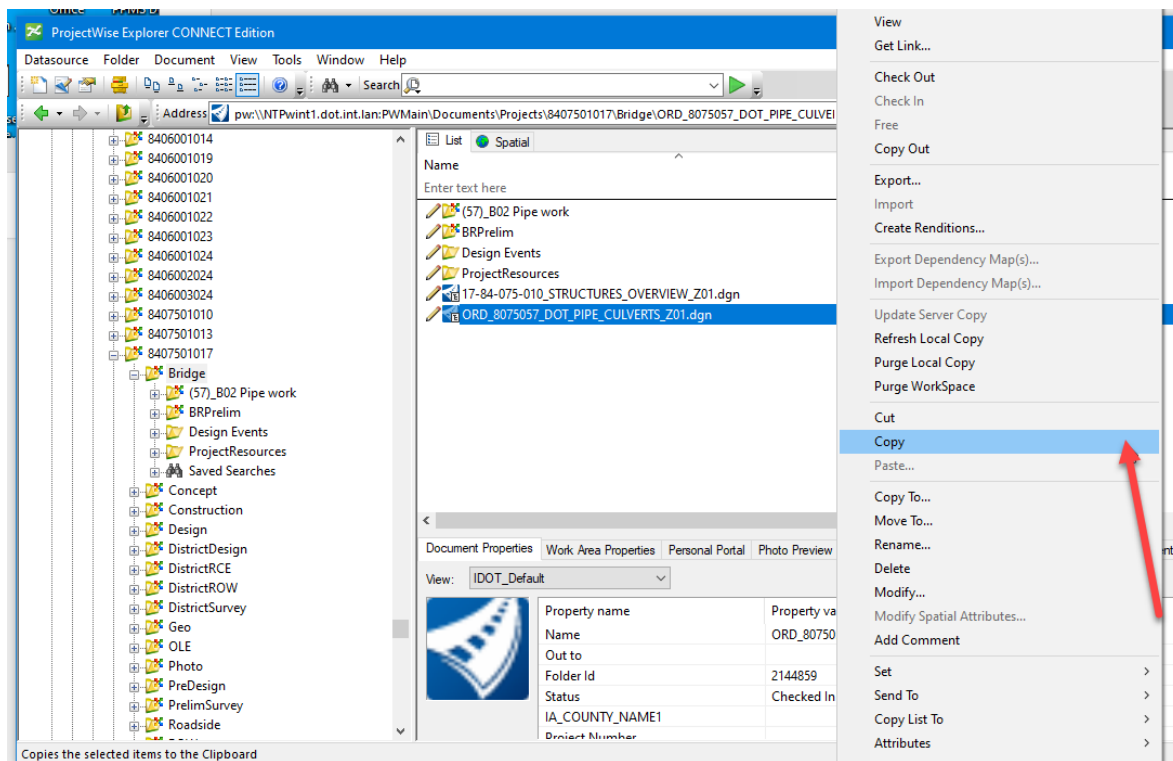 Office
ProjectWise Explorer CONNECT Edition
Datasource Folder Document View Tools Window Help
Search
Address pw:\\NTPwint1.dot.int.lan:PWMain\Documents\Projects\8407501017\Bridge\ORD_8075057_DOT_PIPE_CULVE
8406001014
8406001019
8406001020
8406001021
8406001022
8406001023
8406001024
8406002024
8406003024
8407501010
8407501013
8407501017
Bridge
(57)_B02 Pipe work
BRPrelim
Design Events
ProjectResources
Saved Searches
Concept
Construction
Design
DistrictDesign
DistrictRCE
DistrictROW
DistrictSurvey
Geo
OLE
Photo
PreDesign
PrelimSurvey
Roadside
List Spatial
Name
Enter text here
(57)_B02 Pipe work
BRPrelim
Design Events
ProjectResources
17-84-075-010_STRUCTURES_OVERVIEW_Z01.dgn
ORD_8075057_DOT_PIPE_CULVERTS_Z01.dgn
Document Properties Work Area Properties Personal Portal Photo Preview
View: IDOT_Default
Property name Property va
Name ORD_80750
Out to
Folder Id 2144859
Status Checked In
IA_COUNTY_NAME1
Project Number
View
Get Link...
Check Out
Check In
Free
Copy Out
Export...
Import
Create Renditions...
Export Dependency Map(s)...
Import Dependency Map(s)...
Update Server Copy
Refresh Local Copy
Purge Local Copy
Purge WorkSpace
Cut
Copy
Paste...
Copy To...
Move To...
Rename...
Delete
Modify...
Modify Spatial Attributes...
Add Comment
Set
Send To
Copy List To
Attributes
Copies the selected items to the Clipboard